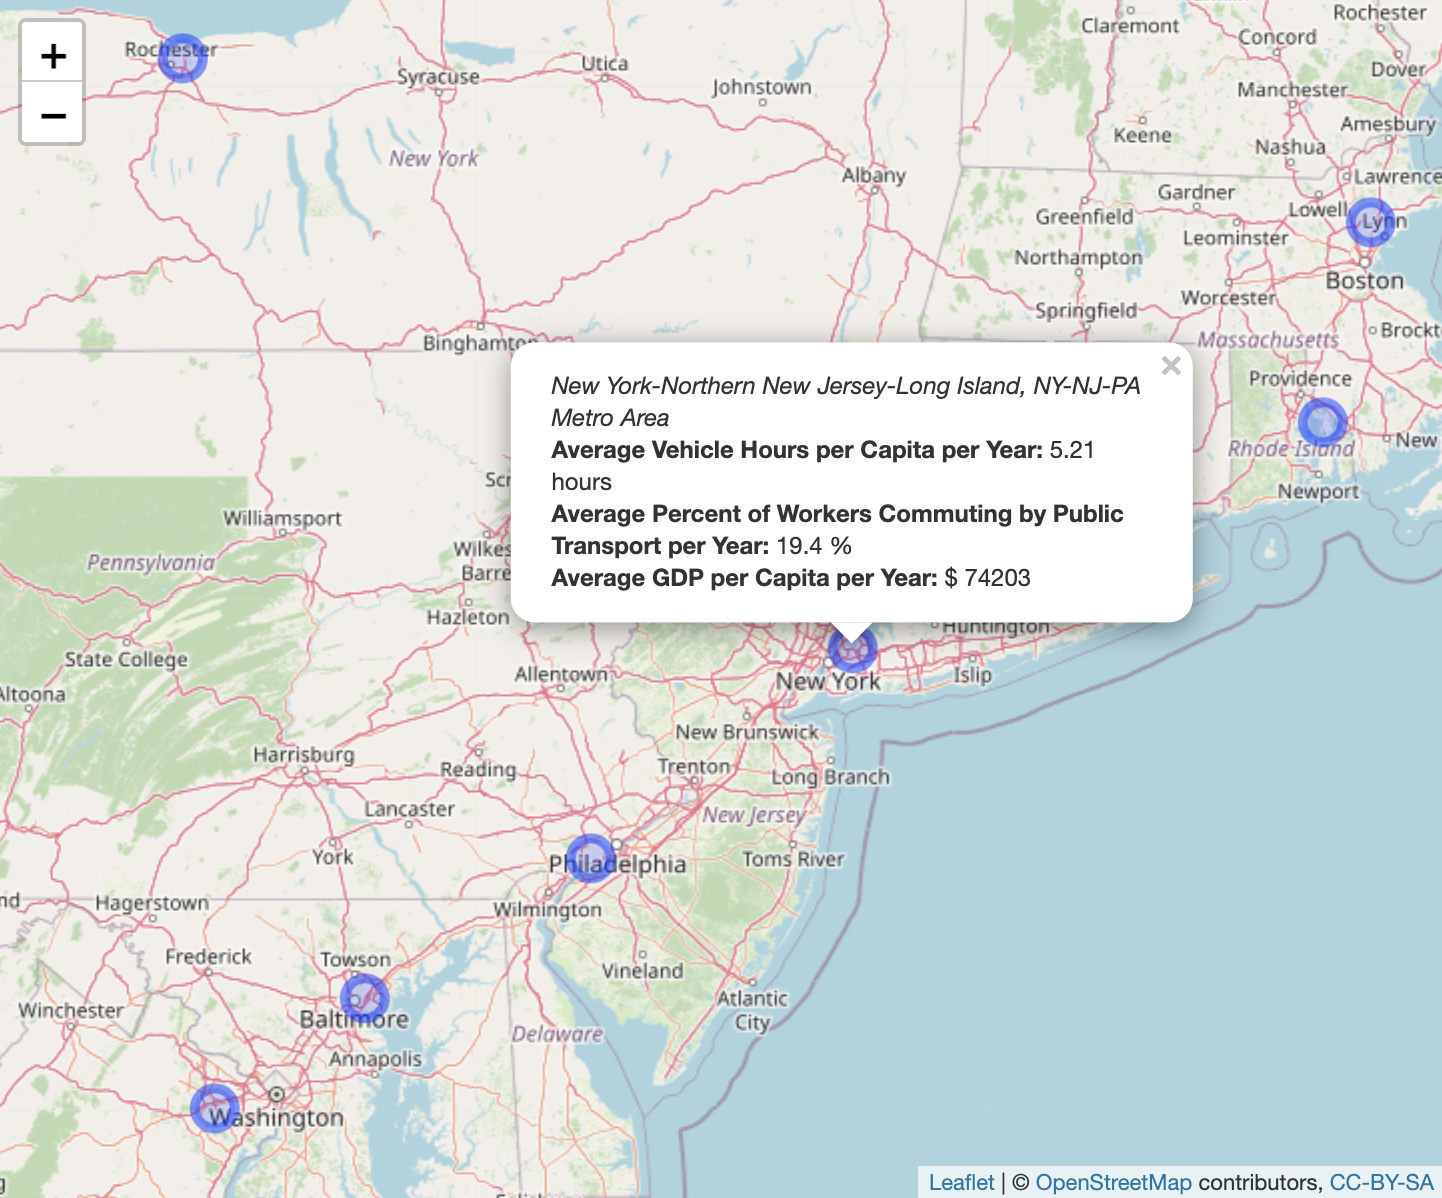 +
−
Rochester
Syracuse
Utica
Johnstown
New York
Albany
Binghamton
Claremont
Rochester
Concord
Dover
Manchester
Keene
Amesbury
Nashua
Lawrence
Gardner
Lowell
Lynn
Greenfield
Leominster
Northampton
Boston
Springfield
Worcester
Massachusetts
Brockt
Providence
Rhode Island
New
Newport
×
New York-Northern New Jersey-Long Island, NY-NJ-PA
Metro Area
Average Vehicle Hours per Capita per Year: 5.21
hours
Average Percent of Workers Commuting by Public
Transport per Year: 19.4 %
Average GDP per Capita per Year: $ 74203
Scr
Williamsport
Wilkes
Barre
Pennsylvania
Hazleton
Huntington
State College
Allentown
New York
Islip
Altoona
New Brunswick
Harrisburg
Reading
Trenton
Long Branch
Lancaster
New Jersey
York
Philadelphia
Toms River
nd
Hagerstown
Wilmington
Frederick
Towson
Vineland
Winchester
Baltimore
Atlantic
City
Delaware
Annapolis
Washington
Leaflet | © OpenStreetMap contributors, CC-BY-SA